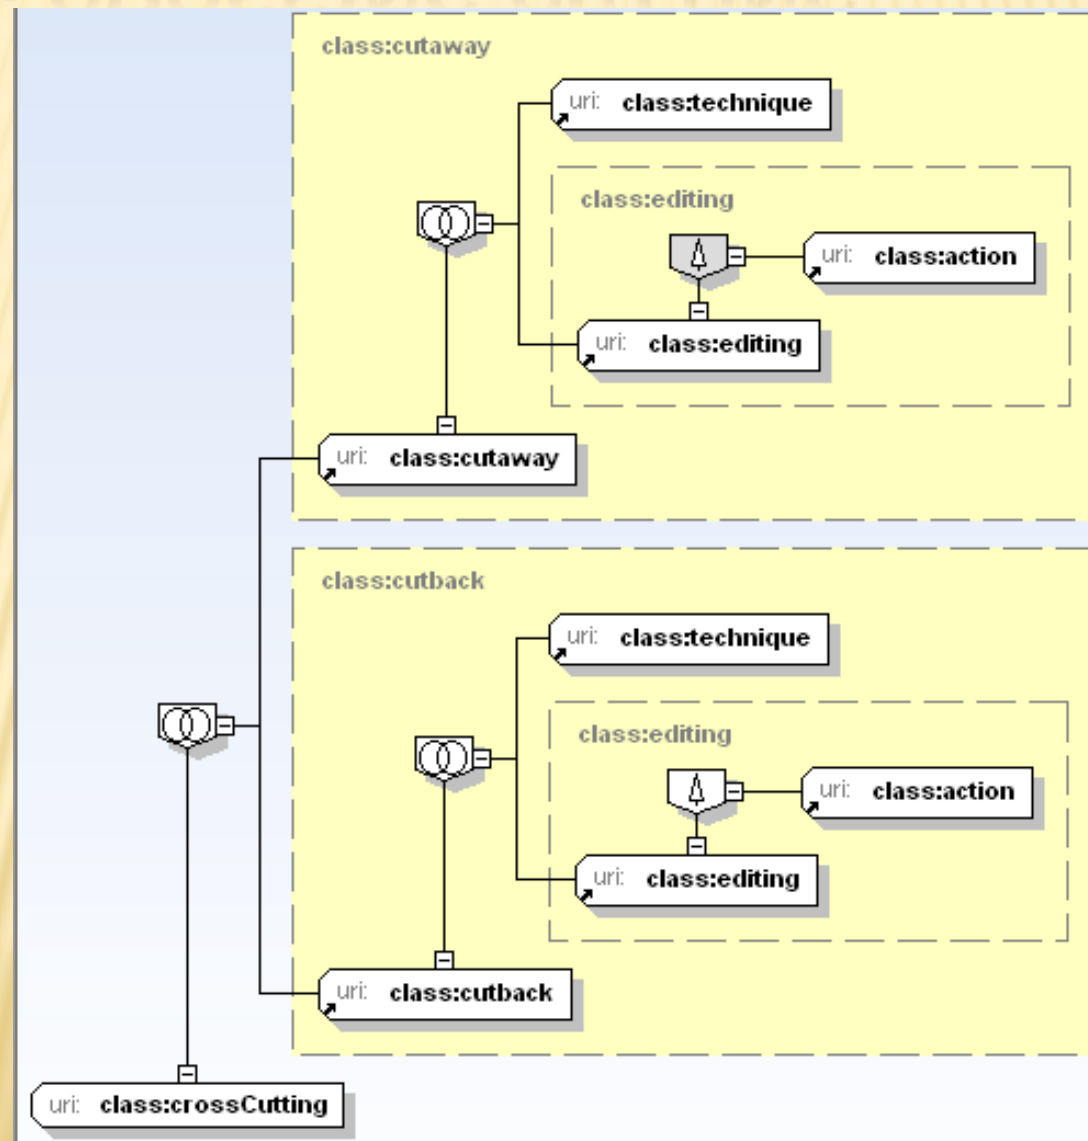 class:cutaway
uri: class:technique
class:editing
uri: class:action
uri: class:editing
uri: class:cutaway
class:cutback
uri: class:technique
class:editing
uri: class:action
uri: class:editing
uri: class:cutback
uri: class:crossCutting